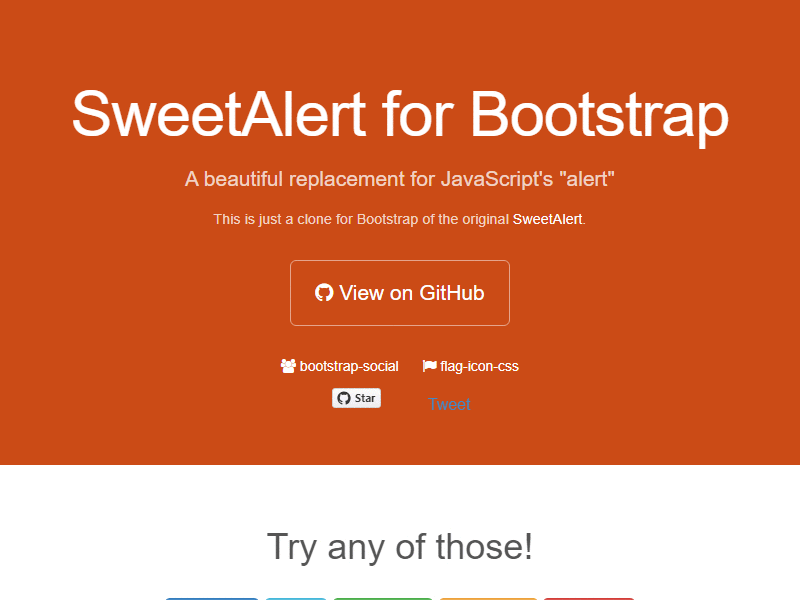 SweetAlert for Bootstrap
A beautiful replacement for JavaScript's "alert"
This is just a clone for Bootstrap of the original SweetAlert.
View on GitHub
bootstrap-social flag-icon-css
Star Tweet
Try any of those!